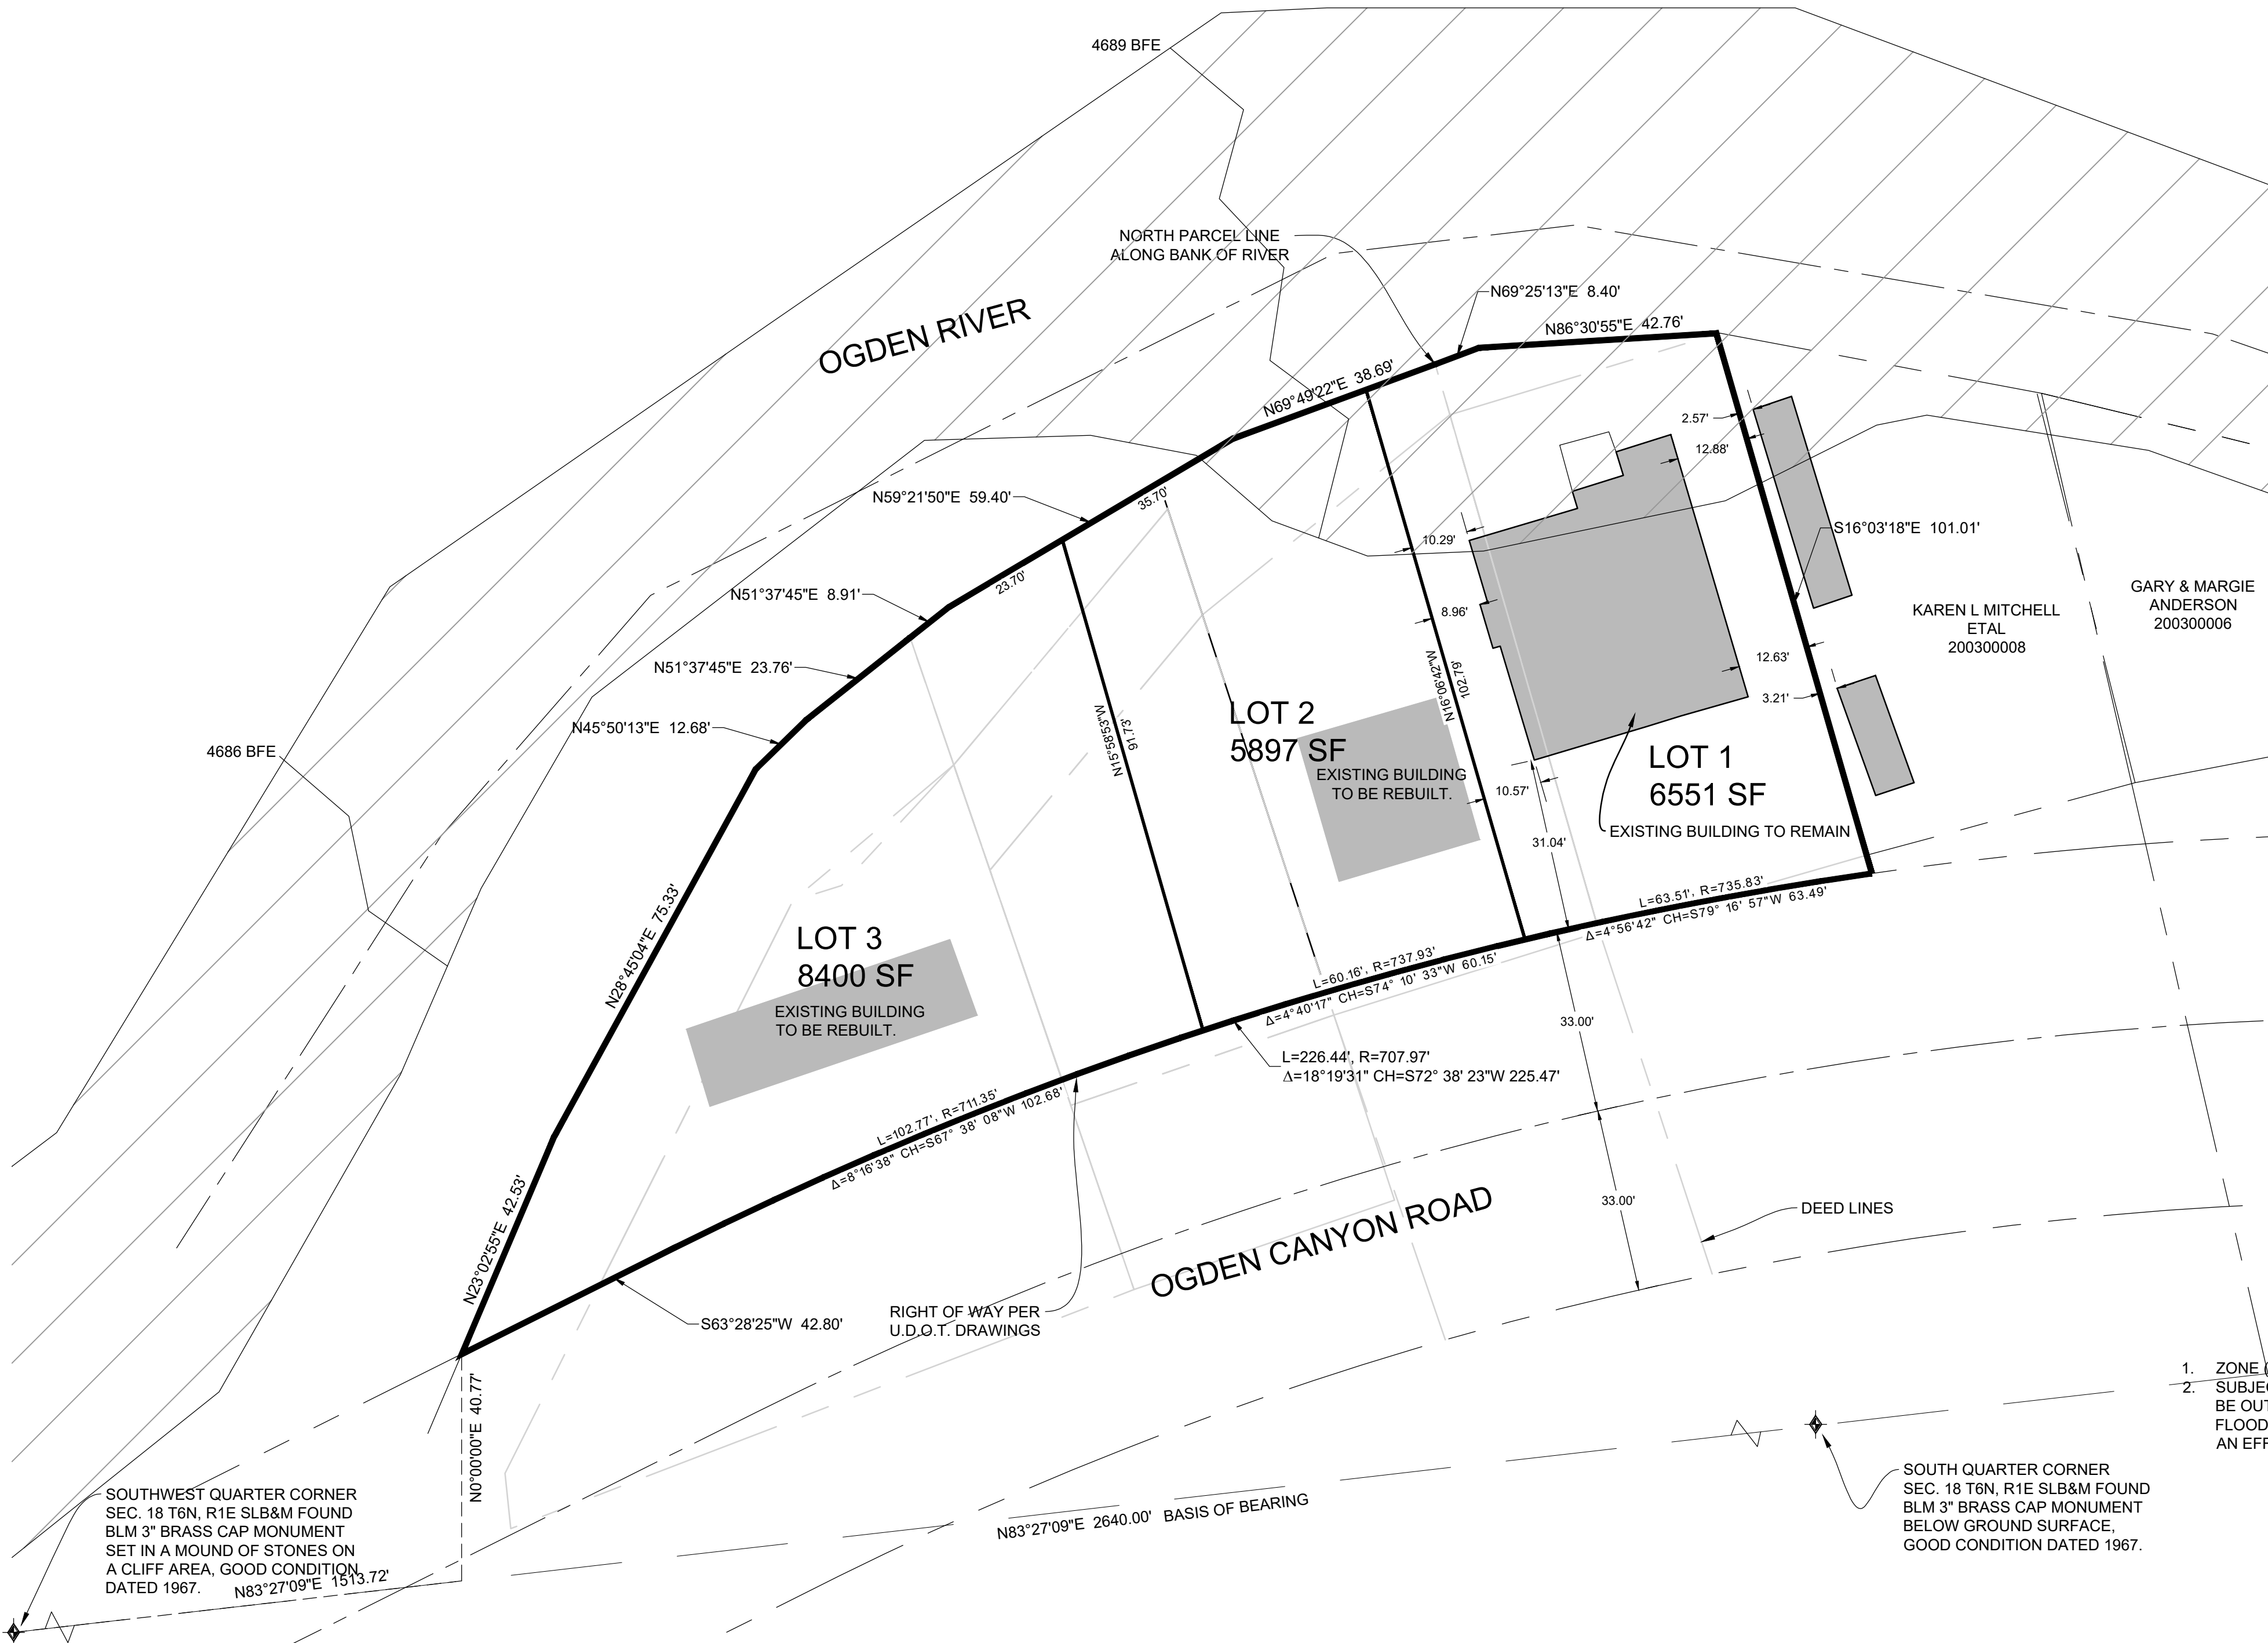 4689 BFE
NORTH PARCEL LINE
ALONG BANK OF RIVER
N69°25'13"E 8.40'
N86°30'55"E 42.76'
OGDEN RIVER
N69°49'22"E 38.69'
2.57'
12.88'
N59°21'50"E 59.40'
35.70'
S16°03'18"E 101.01'
10.29'
23.70'
N51°37'45"E 8.91'
8.96'
GARY & MARGIE
ANDERSON
200300006
KAREN L MITCHELL
ETAL
200300008
N51°37'45"E 23.76'
12.63'
3.21'
N16°06'42"W
102.79'
N15°58'53"W
91.73'
N45°50'13"E 12.68'
4686 BFE
LOT 2
5897 SF
EXISTING BUILDING
TO BE REBUILT.
LOT 1
6551 SF
10.57'
EXISTING BUILDING TO REMAIN
31.04'
L=63.51', R=735.83'
Δ=4°56'42" CH=S79° 16' 57"W 63.49'
N28°45'04"E 75.33'
LOT 3
8400 SF
EXISTING BUILDING
TO BE REBUILT.
L=60.16', R=737.93'
Δ=4°40'17" CH=S74° 10' 33"W 60.15'
33.00'
L=226.44', R=707.97'
Δ=18°19'31" CH=S72° 38' 23"W 225.47'
L=102.77', R=711.35'
Δ=8°16'38" CH=S67° 38' 08"W 102.68'
33.00'
DEED LINES
OGDEN CANYON ROAD
N23°02'55"E 42.53'
S63°28'25"W 42.80'
RIGHT OF WAY PER
U.D.O.T. DRAWINGS
N0°00'00"E 40.77'
1. ZONE
2. SUBJE
BE OUT
FLOOD
AN EF
SOUTHWEST QUARTER CORNER
SEC. 18 T6N, R1E SLB&M FOUND
BLM 3" BRASS CAP MONUMENT
SET IN A MOUND OF STONES ON
A CLIFF AREA, GOOD CONDITION
DATED 1967.
N83°27'09"E 1513.72'
N83°27'09"E 2640.00' BASIS OF BEARING
SOUTH QUARTER CORNER
SEC. 18 T6N, R1E SLB&M FOUND
BLM 3" BRASS CAP MONUMENT
BELOW GROUND SURFACE,
GOOD CONDITION DATED 1967.